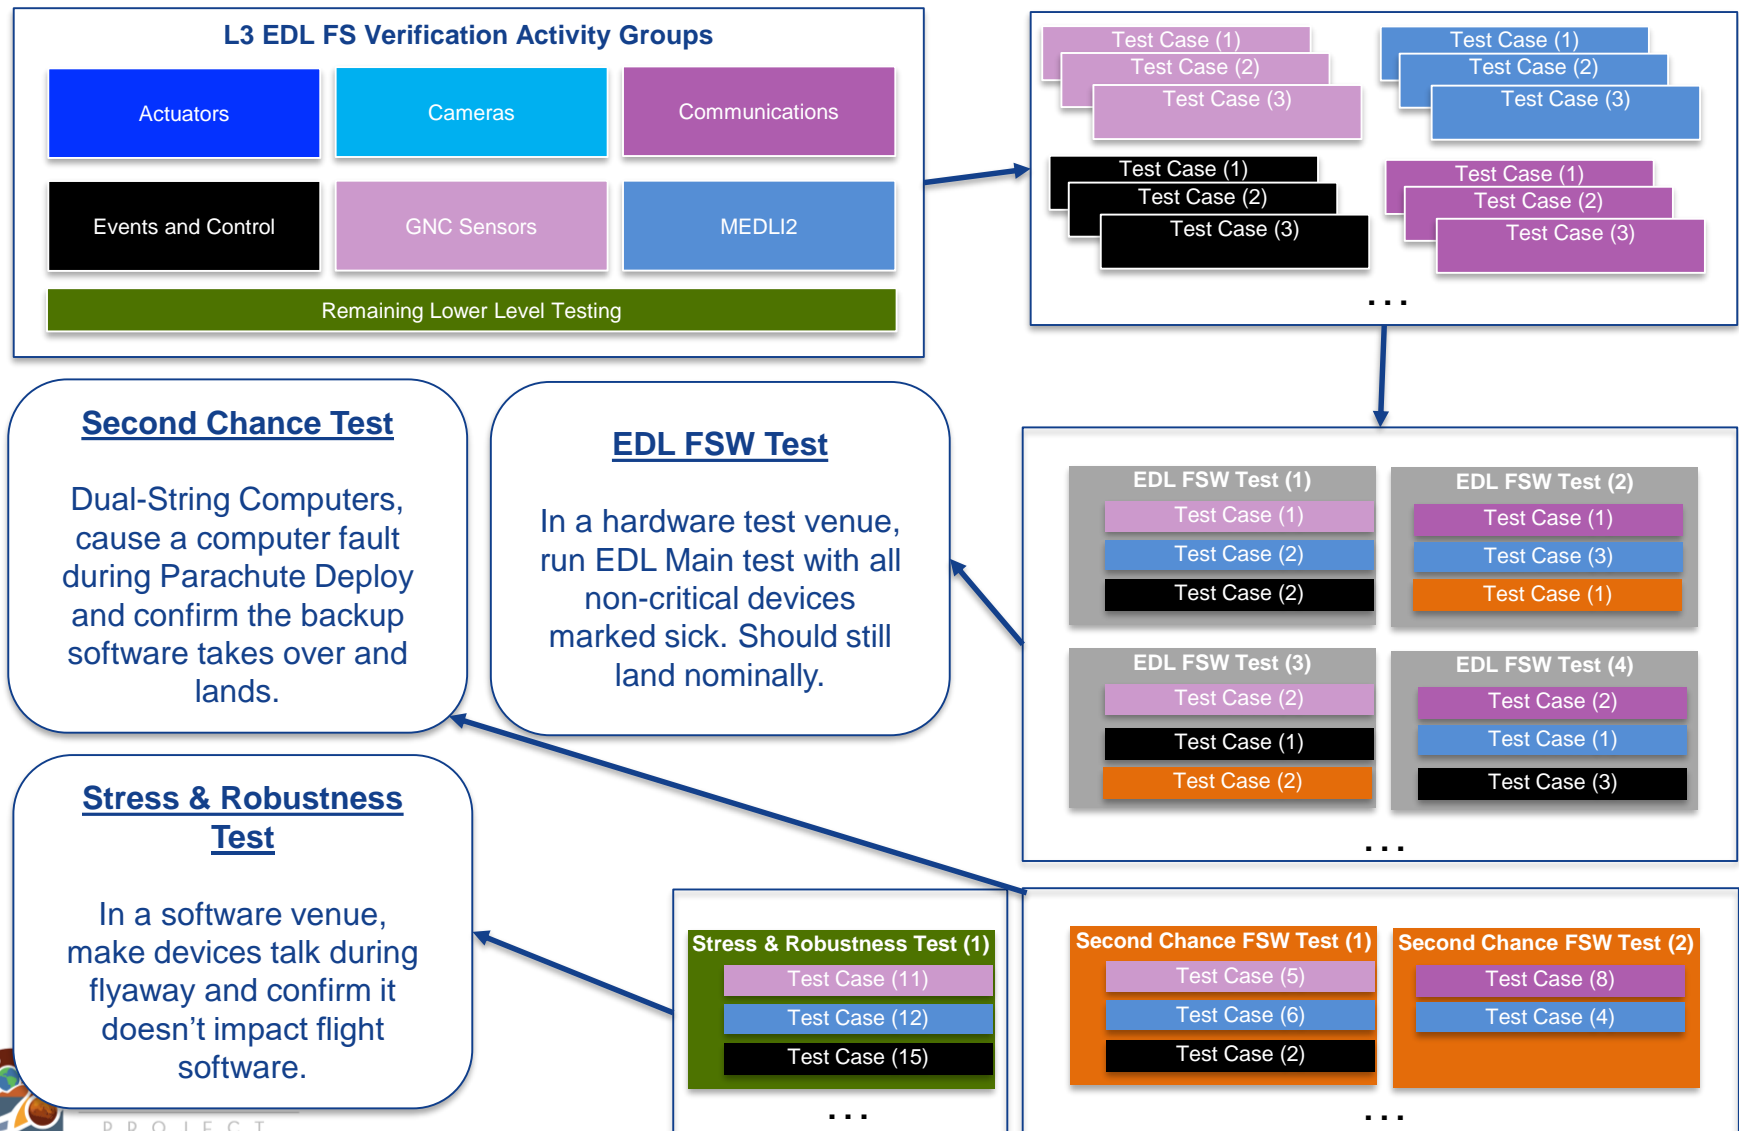 L3 EDL FS Verification Activity Groups
Actuators
Cameras
Communications
Events and Control
GNC Sensors
MEDLI2
Remaining Lower Level Testing
Test Case (1)
Test Case (2)
Test Case (3)
Test Case (1)
Test Case (2)
Test Case (3)
Test Case (1)
Test Case (2)
Test Case (3)
Test Case (1)
Test Case (2)
Test Case (3)
...
Second Chance Test
Dual-String Computers,
cause a computer fault
during Parachute Deploy
and confirm the backup
software takes over and
lands.
EDL FSW Test
In a hardware test venue,
run EDL Main test with all
non-critical devices
marked sick. Should still
land nominally.
EDL FSW Test (1)
Test Case (1)
Test Case (2)
Test Case (2)
EDL FSW Test (2)
Test Case (1)
Test Case (3)
Test Case (1)
EDL FSW Test (3)
Test Case (2)
Test Case (1)
Test Case (2)
EDL FSW Test (4)
Test Case (2)
Test Case (1)
Test Case (3)
...
Stress & Robustness
Test
In a software venue,
make devices talk during
flyaway and confirm it
doesn’t impact flight
software.
Stress & Robustness Test (1)
Test Case (11)
Test Case (12)
Test Case (15)
...
Second Chance FSW Test (1)
Test Case (5)
Test Case (6)
Test Case (2)
Second Chance FSW Test (2)
Test Case (8)
Test Case (4)
...
PROJECT